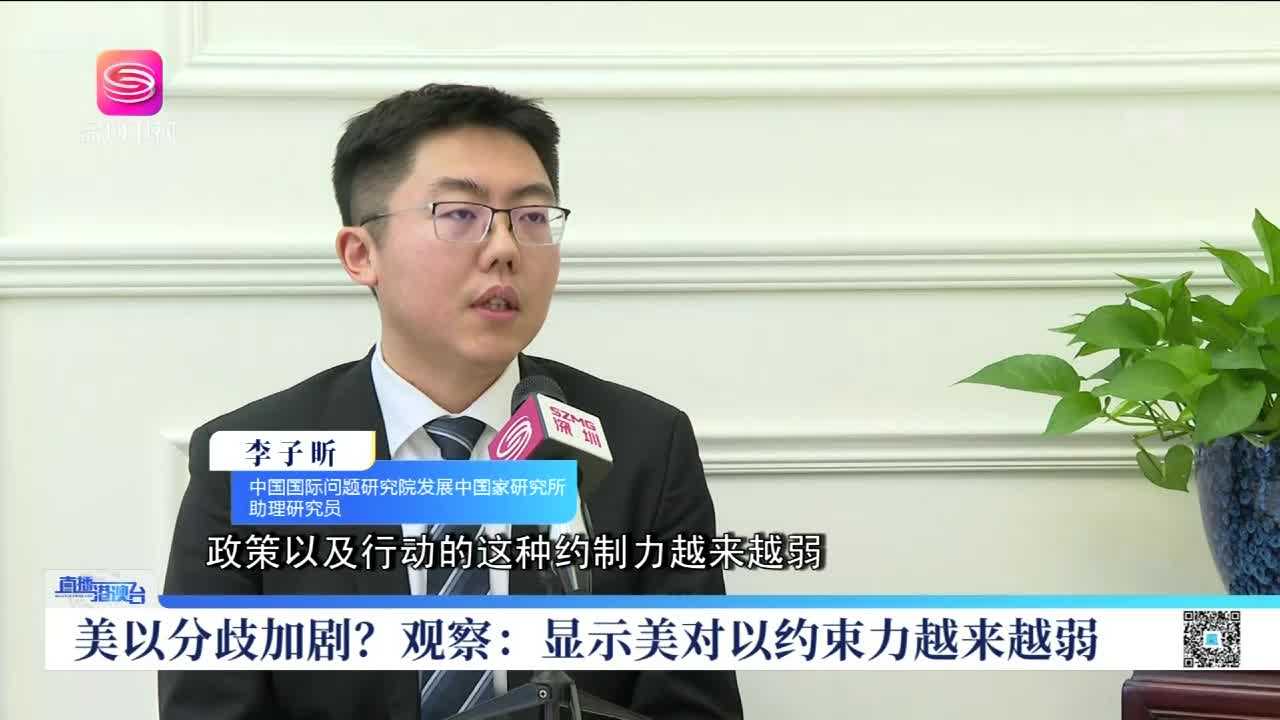 SZMG
深圳
李子昕
中国国际问题研究院发展中国家研究所
助理研究员
政策以及行动的这种约制力越来越弱
直播港澳台
美以分歧加剧？观察：显示美对以约束力越来越弱